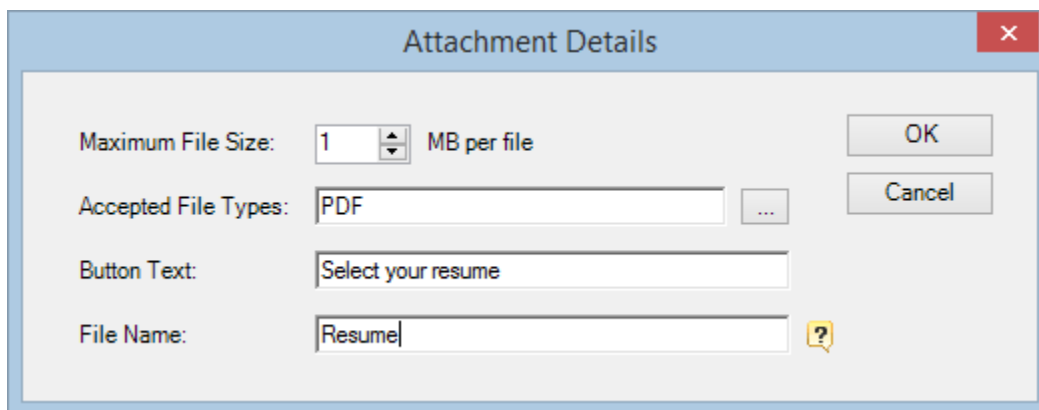 Attachment Details
Maximum File Size: 1 MB per file
OK
Accepted File Types: PDF ...
Cancel
Button Text: Select your resume
File Name: Resume ?